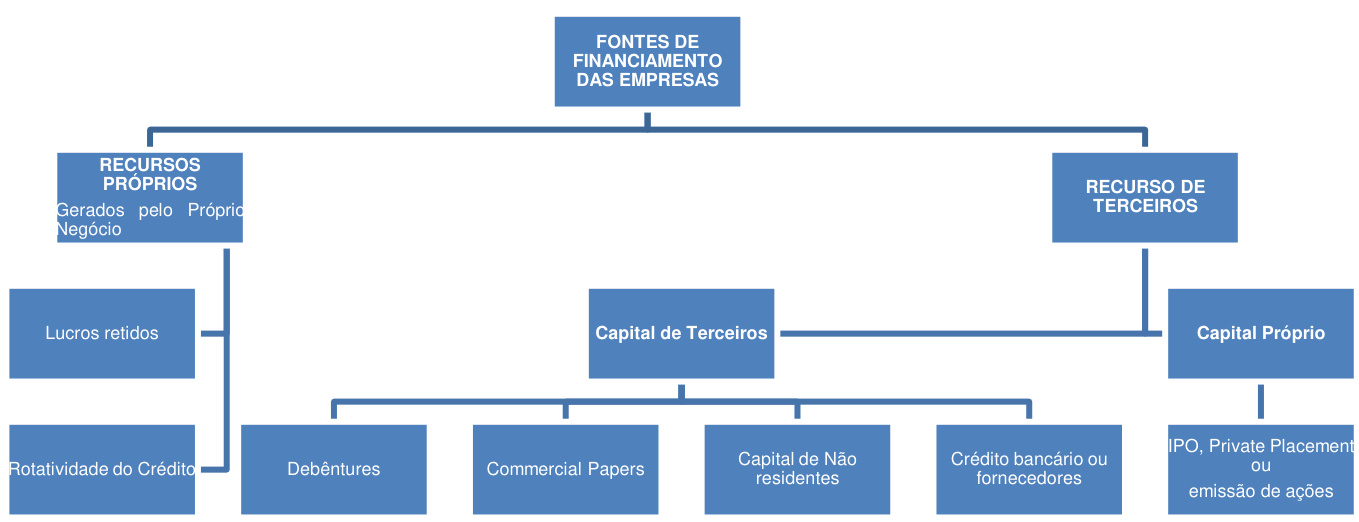 FONTES DE
FINANCIAMENTO
DAS EMPRESAS
RECURSOS
PRÓPRIOS
Gerados pelo Próprio
Negócio
RECURSO DE
TERCEIROS
Lucros retidos
Capital de Terceiros
Capital Próprio
Rotatividade do Crédito
Debêntures
Commercial Papers
Capital de Não
residentes
Crédito bancário ou
fornecedores
IPO, Private Placement
ou
emissão de ações